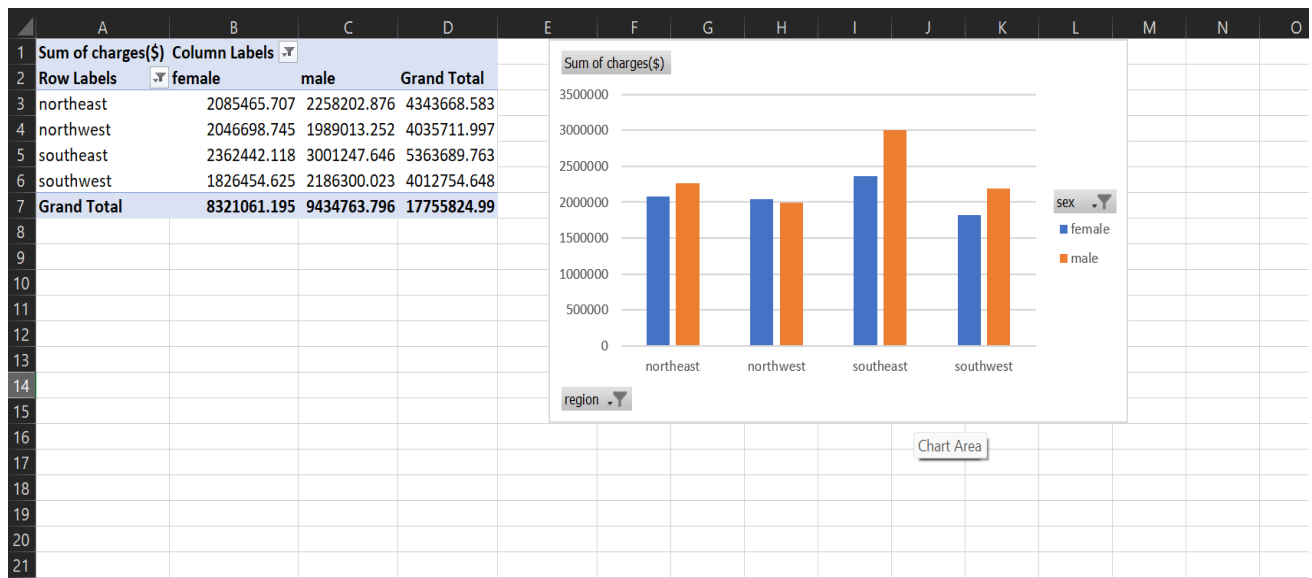 A B C D E F G H I J K L M N O
1 Sum of charges($) Column Labels
2 Row Labels female male Grand Total
3 northeast 2085465.707 2258202.876 4343668.583
4 northwest 2046698.745 1989013.252 4035711.997
5 southeast 2362442.118 3001247.646 5363689.763
6 southwest 1826454.625 2186300.023 4012754.648
7 Grand Total 8321061.195 9434763.796 17755824.99
8
9
10
11
12
13
14
15
16
17
18
19
20
21
Sum of charges($)
3500000
3000000
2500000
2000000
1500000
1000000
500000
0
northeast northwest southeast southwest
sex
female
male
region
Chart Area